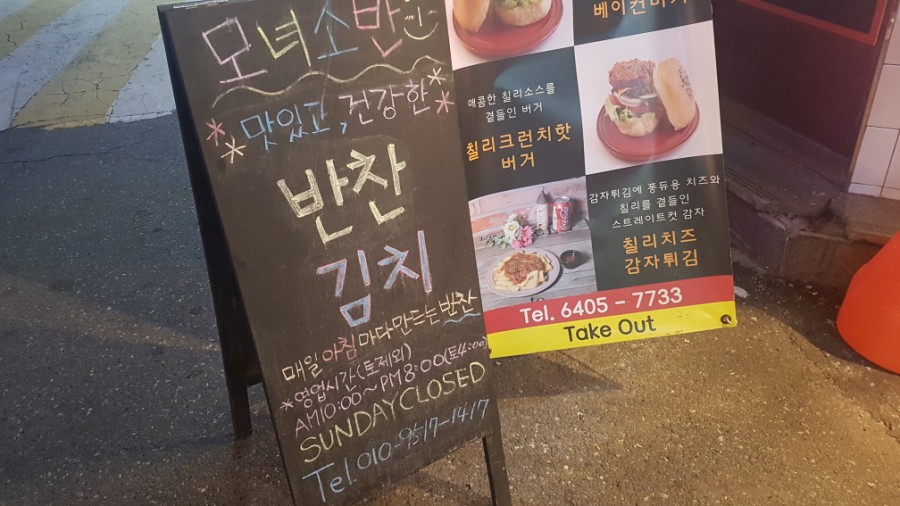 모녀소반
맛있고, 건강한
반찬
김치
매일 아침 마다만드는 반찬
*영업시간(토제외)
AM10:00~PM8:00(토4:00)
SUNDAY CLOSED
Tel. 010-9517-1417
베이컨버거
매콤한 칠리소스를
곁들인 버거
칠리크런치핫
버거
감자튀김에 퐁듀용 치즈와
칠리를 곁들인
스트레이트컷 감자
칠리치즈
감자튀김
Tel. 6405 - 7733
Take Out